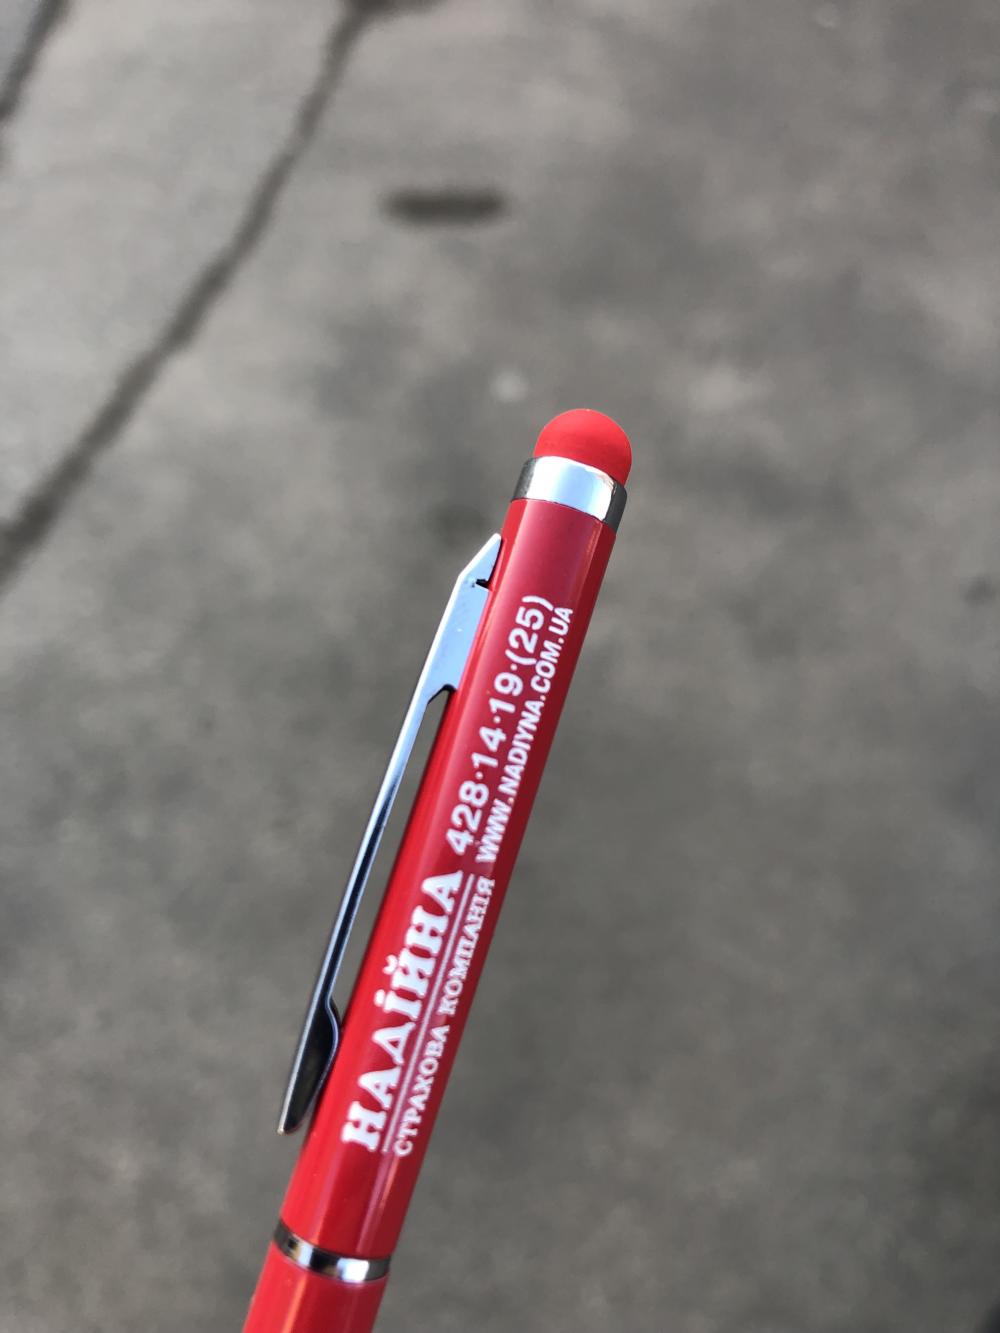 НАДІЙНА
СТРАХОВА КОМПАНІЯ
428·14·19·(25)
WWW.NADIYNA.COM.UA